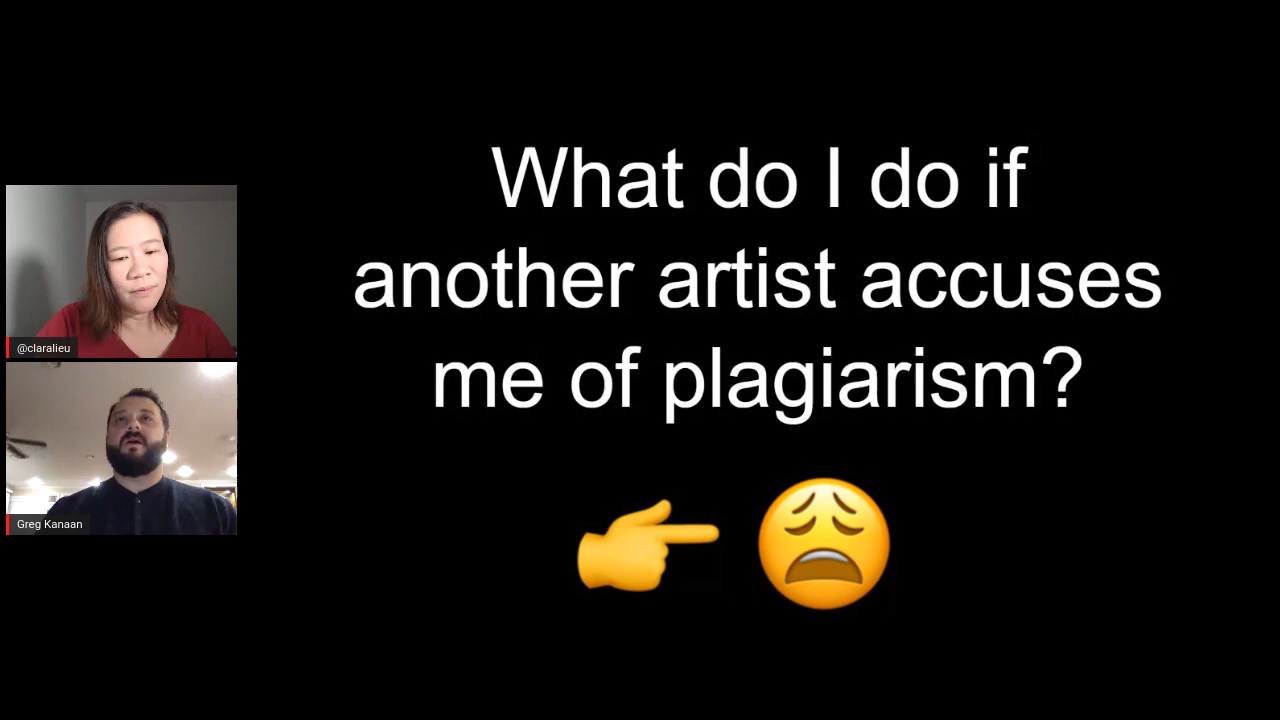 What do I do if
another artist accuses
me of plagiarism?
@claralieu
Greg Kanaan